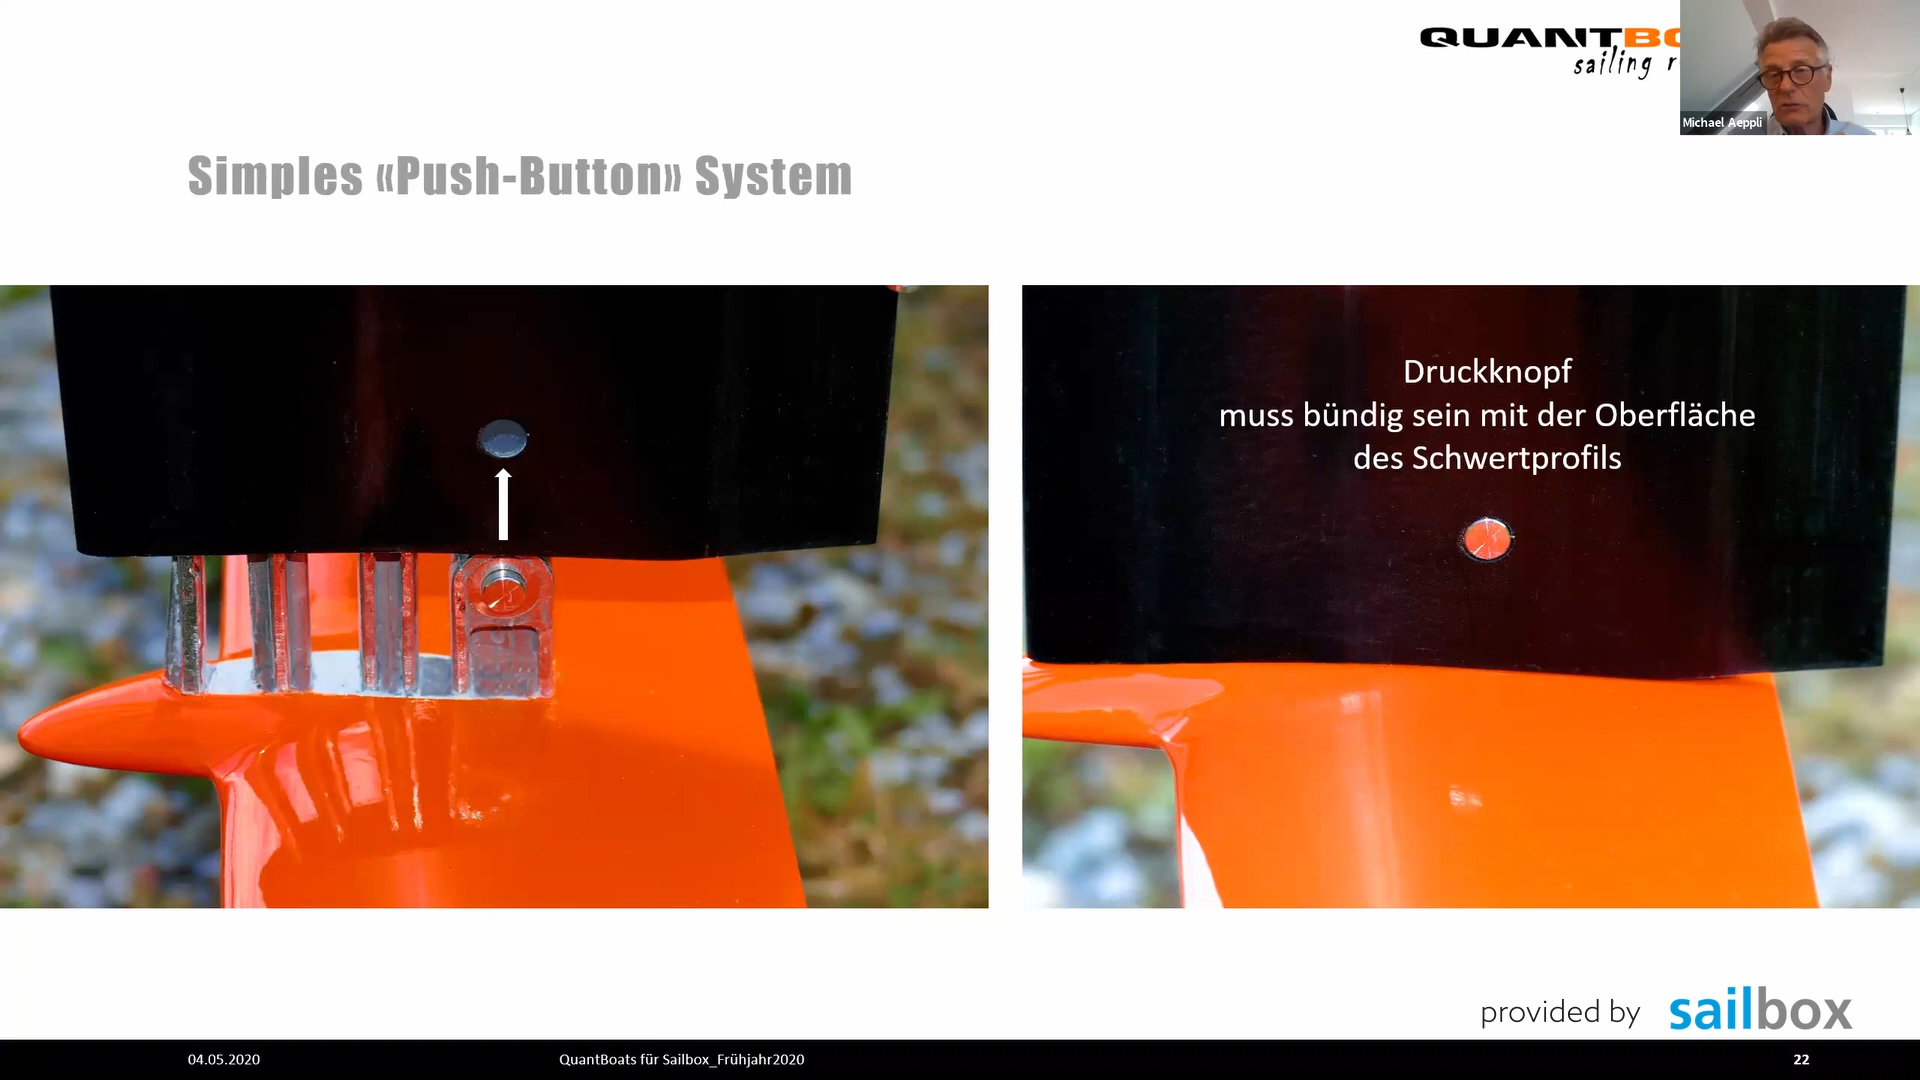 QUANTBO
sailing r
Michael Aeppli
Simples «Push-Button» System
Druckknopf
muss bündig sein mit der Oberfläche
des Schwertprofils
provided by sailbox
04.05.2020
QuantBoats für Sailbox_Frühjahr2020
22